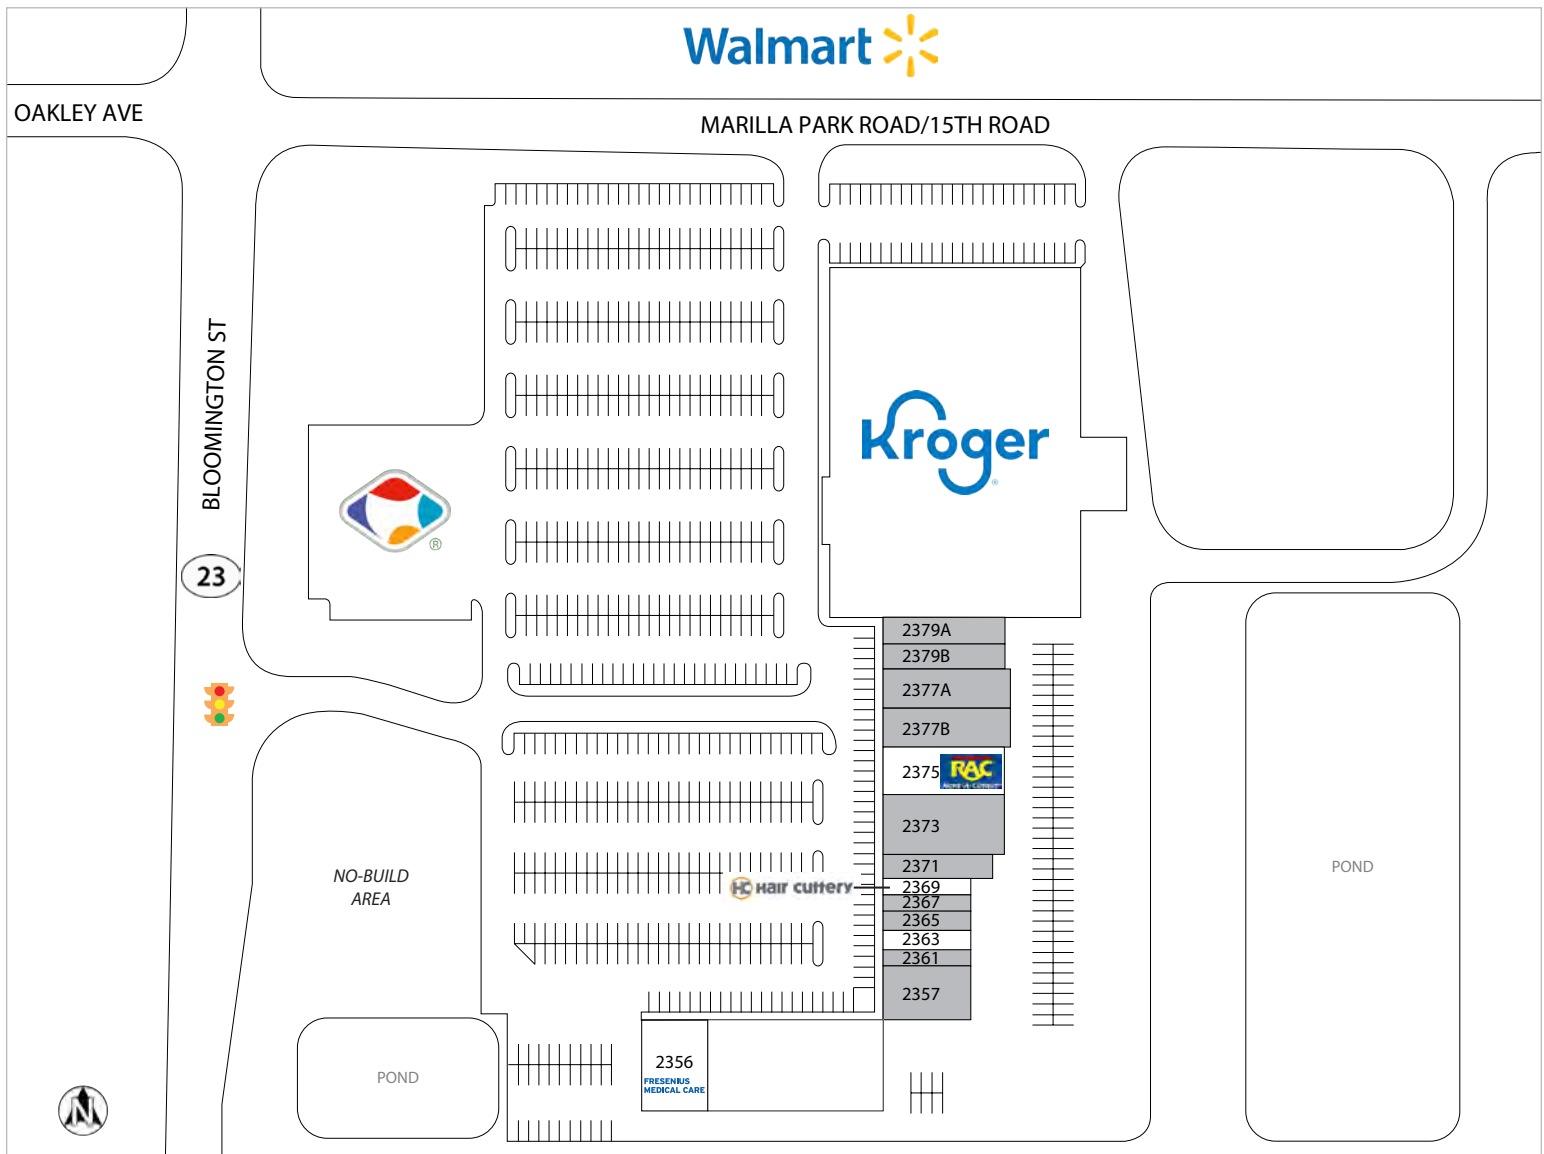 Walmart
OAKLEY AVE
MARILLA PARK ROAD/15TH ROAD
BLOOMINGTON ST
Kroger
®
®
23
2379A
2379B
2377A
2377B
2375
RAC
2373
2371
HC Hair Cuttery
2369
2367
2365
2363
2361
2357
NO-BUILD
AREA
POND
POND
2356
FRESENIUS
MEDICAL CARE
N